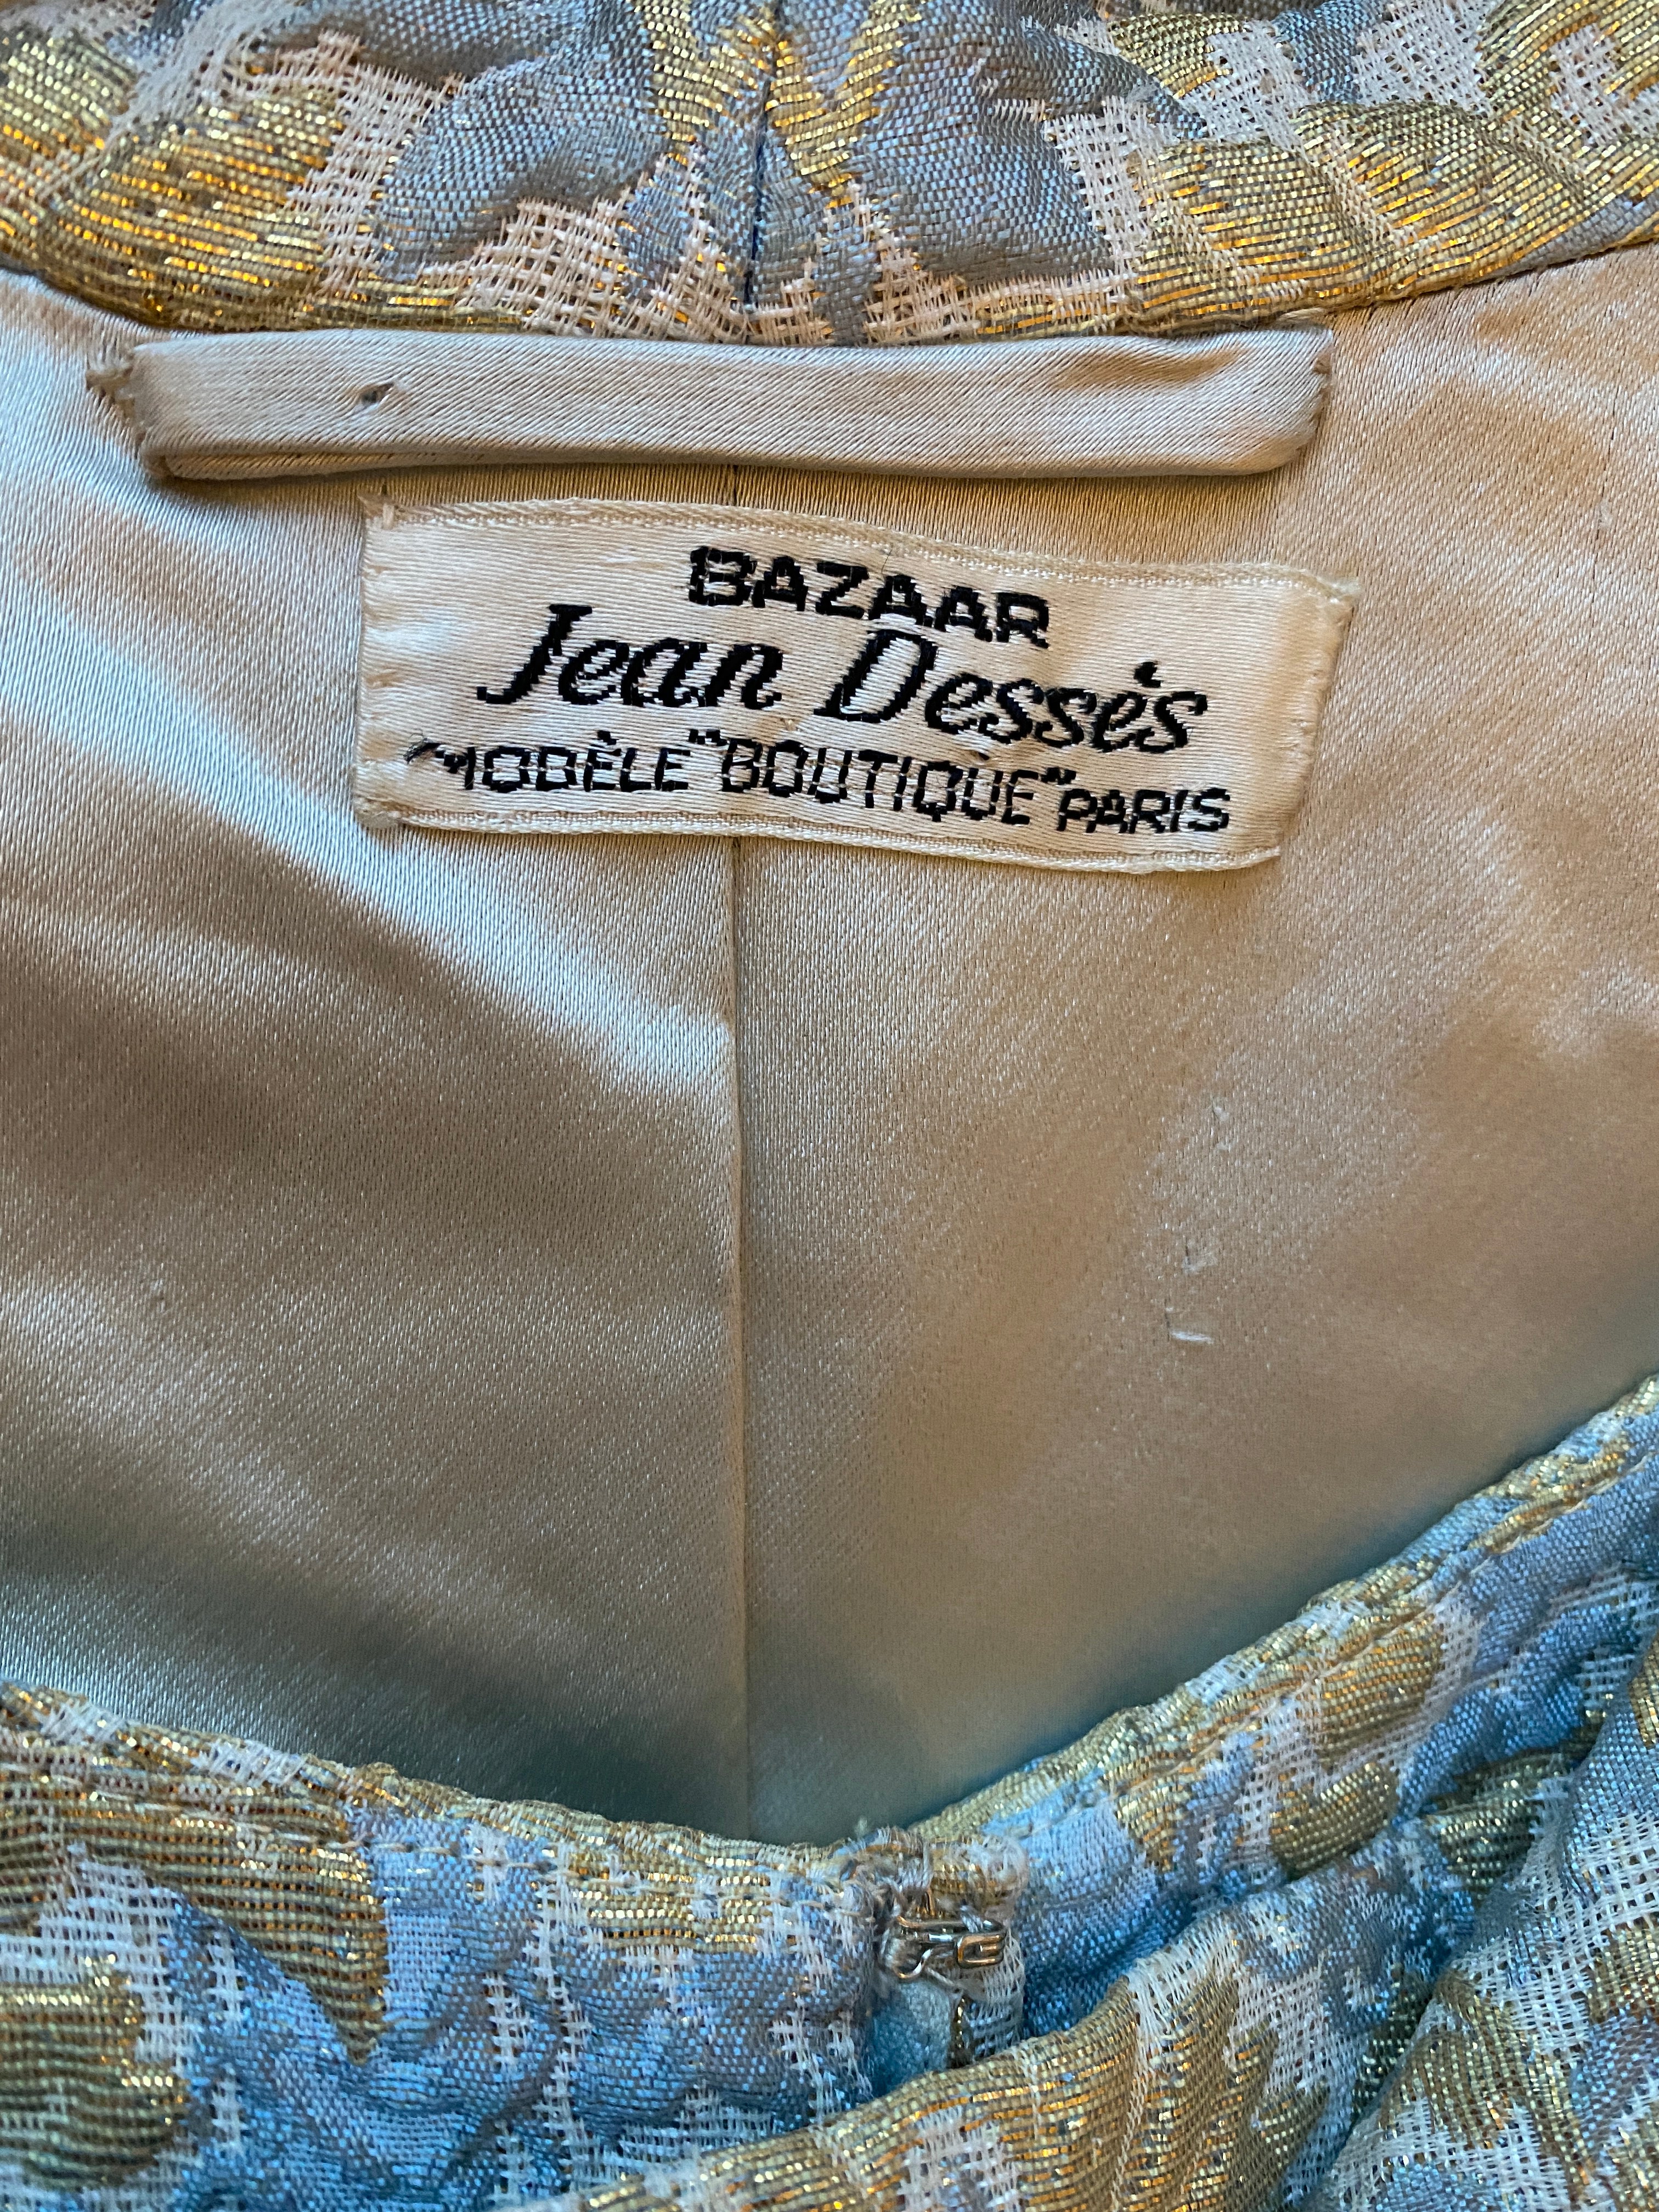 BAZAAR
Jean Dessès
"MODÈLE" "BOUTIQUE" PARIS